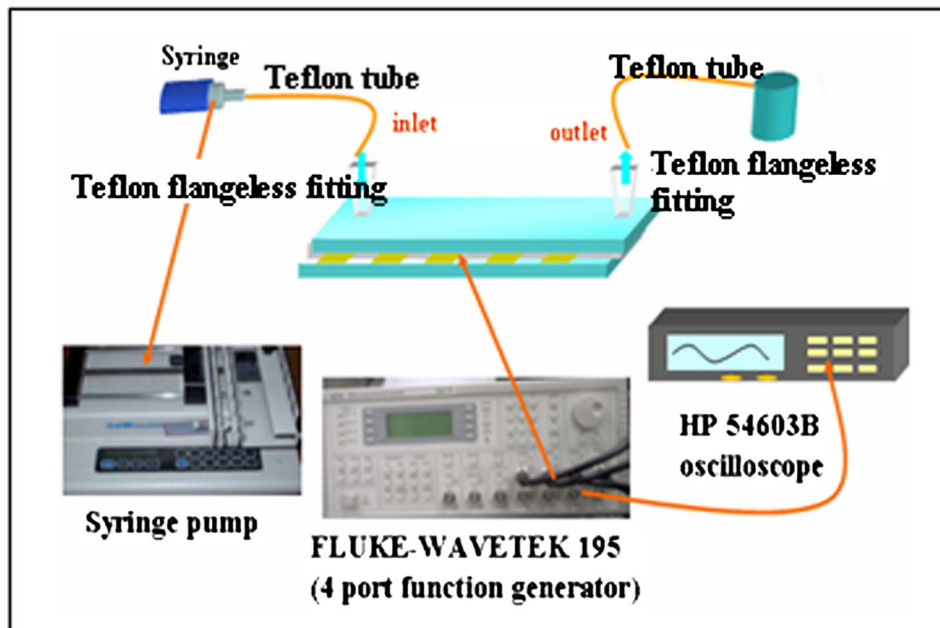 Syringe
Teflon tube
Teflon tube
inlet
outlet
Teflon flangeless fitting
Teflon flangeless
fitting
HP 54603B
oscilloscope
Syringe pump
FLUKE-WAVETEK 195
(4 port function generator)